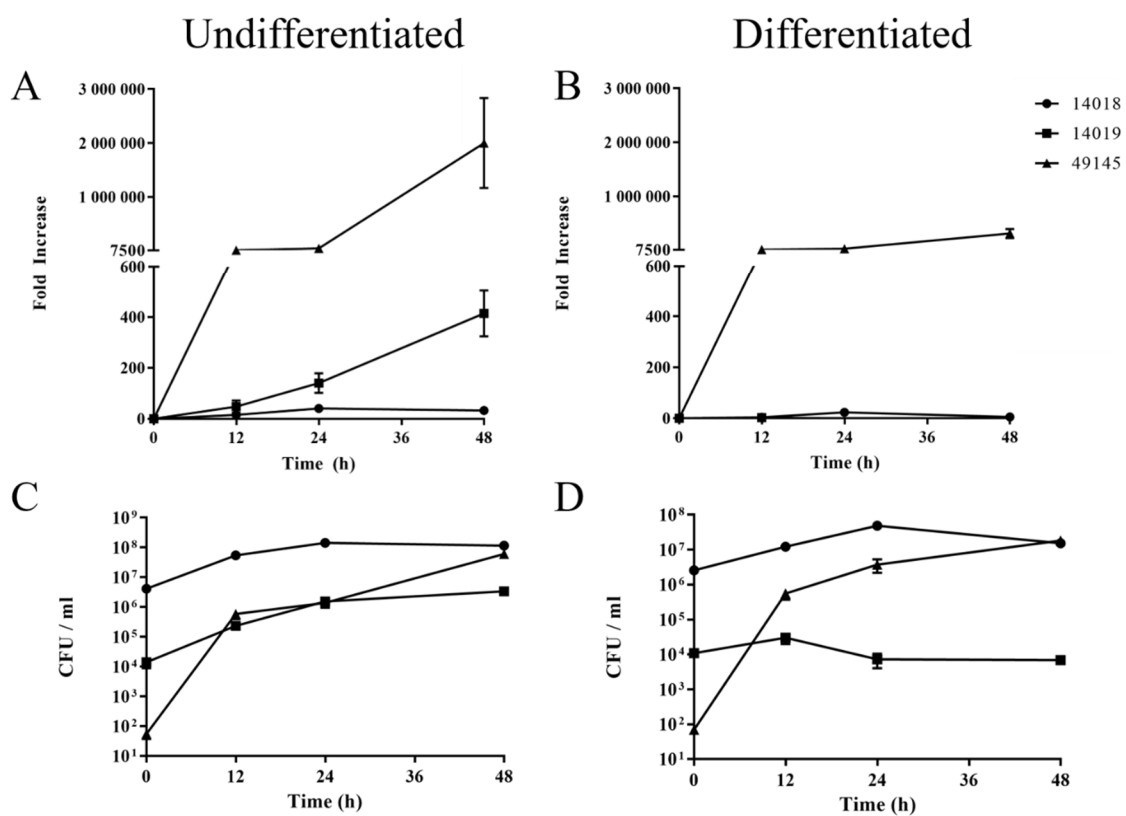 Undifferentiated
Differentiated
A
3 000 000
2 000 000
1 000 000
7500
600
400
200
0
Fold Increase
0 12 24 36 48
Time (h)
B
3 000 000
2 000 000
1 000 000
7500
600
400
200
0
Fold Increase
0 12 24 36 48
Time (h)
14018
14019
49145
C
10⁹
10⁸
10⁷
10⁶
10⁵
10⁴
10³
10²
10¹
CFU / ml
0 12 24 36 48
Time (h)
D
10⁸
10⁷
10⁶
10⁵
10⁴
10³
10²
10¹
CFU / ml
0 12 24 36 48
Time (h)